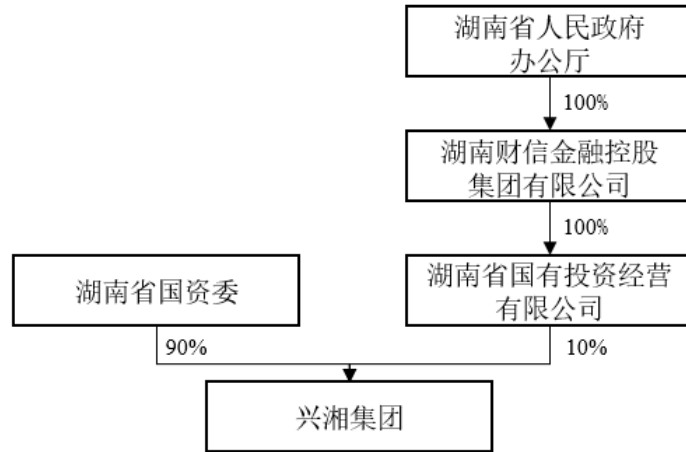 湖南省人民政府
办公厅
100%
湖南财信金融控股
集团有限公司
100%
湖南省国资委
湖南省国有投资经营
有限公司
90%
10%
兴湘集团